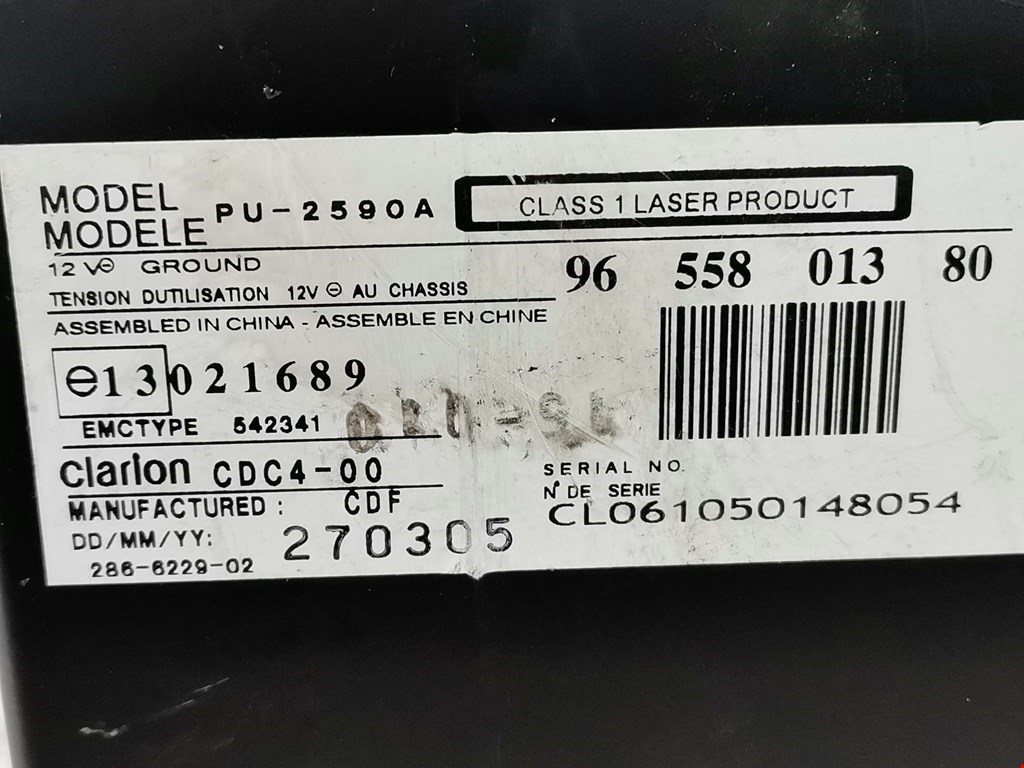 MODEL
MODELE PU-2590A
CLASS 1 LASER PRODUCT
12 V⊖ GROUND
TENSION DUTILISATION 12V ⊖ AU CHASSIS
96 558 013 80
ASSEMBLED IN CHINA - ASSEMBLE EN CHINE
e13 021689
EMCTYPE 542341
clarion CDC4-00
MANUFACTURED : CDF
DD/MM/YY: 270305
286-6229-02
SERIAL NO.
N° DE SERIE
CL061050148054